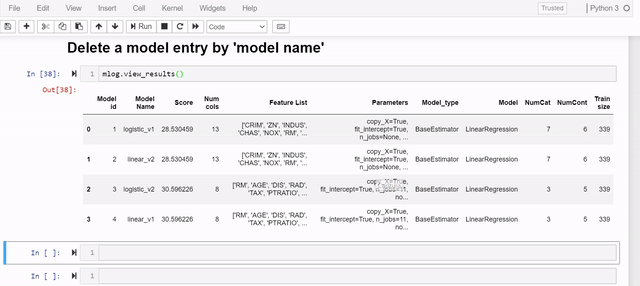 File Edit View Insert Cell Kernel Widgets Help Trusted Python 3
Run Code
Delete a model entry by 'model name'
In [38]: 1 mlog.view_results()
Out[38]:
Model id Model Name Score Num cols Feature List Parameters Model_type Model NumCat NumCont Train size
0 1 logistic_v1 28.530459 13 ['CRIM', 'ZN', 'INDUS', 'CHAS', 'NOX', 'RM', '... copy_X=True, fit_intercept=True, n_jobs=None, ... BaseEstimator LinearRegression 7 6 339
1 2 linear_v2 28.530459 13 ['CRIM', 'ZN', 'INDUS', 'CHAS', 'NOX', 'RM', '... copy_X=True, fit_intercept=True, n_jobs=None, ... BaseEstimator LinearRegression 7 6 339
2 3 logistic_v2 30.596226 8 ['RM', 'AGE', 'DIS', 'RAD', 'TAX', 'PTRATIO', ... copy_X=True, fit_intercept=True, n_jobs=11, no... BaseEstimator LinearRegression 3 5 339
3 4 linear_v1 30.596226 8 ['RM', 'AGE', 'DIS', 'RAD', 'TAX', 'PTRATIO', ... copy_X=True, fit_intercept=True, n_jobs=11, no... BaseEstimator LinearRegression 3 5 339
In [ ]: 1
In [ ]: 1